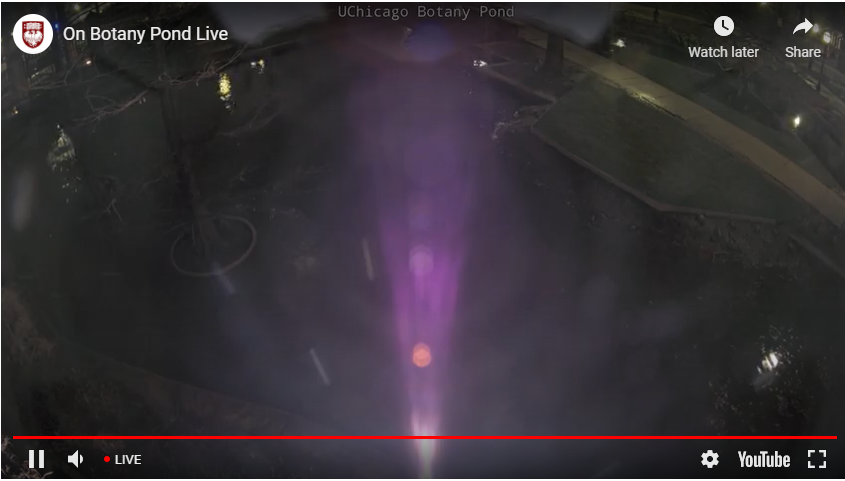 UChicago Botany Pond
On Botany Pond Live
Watch later
Share
LIVE
YouTube